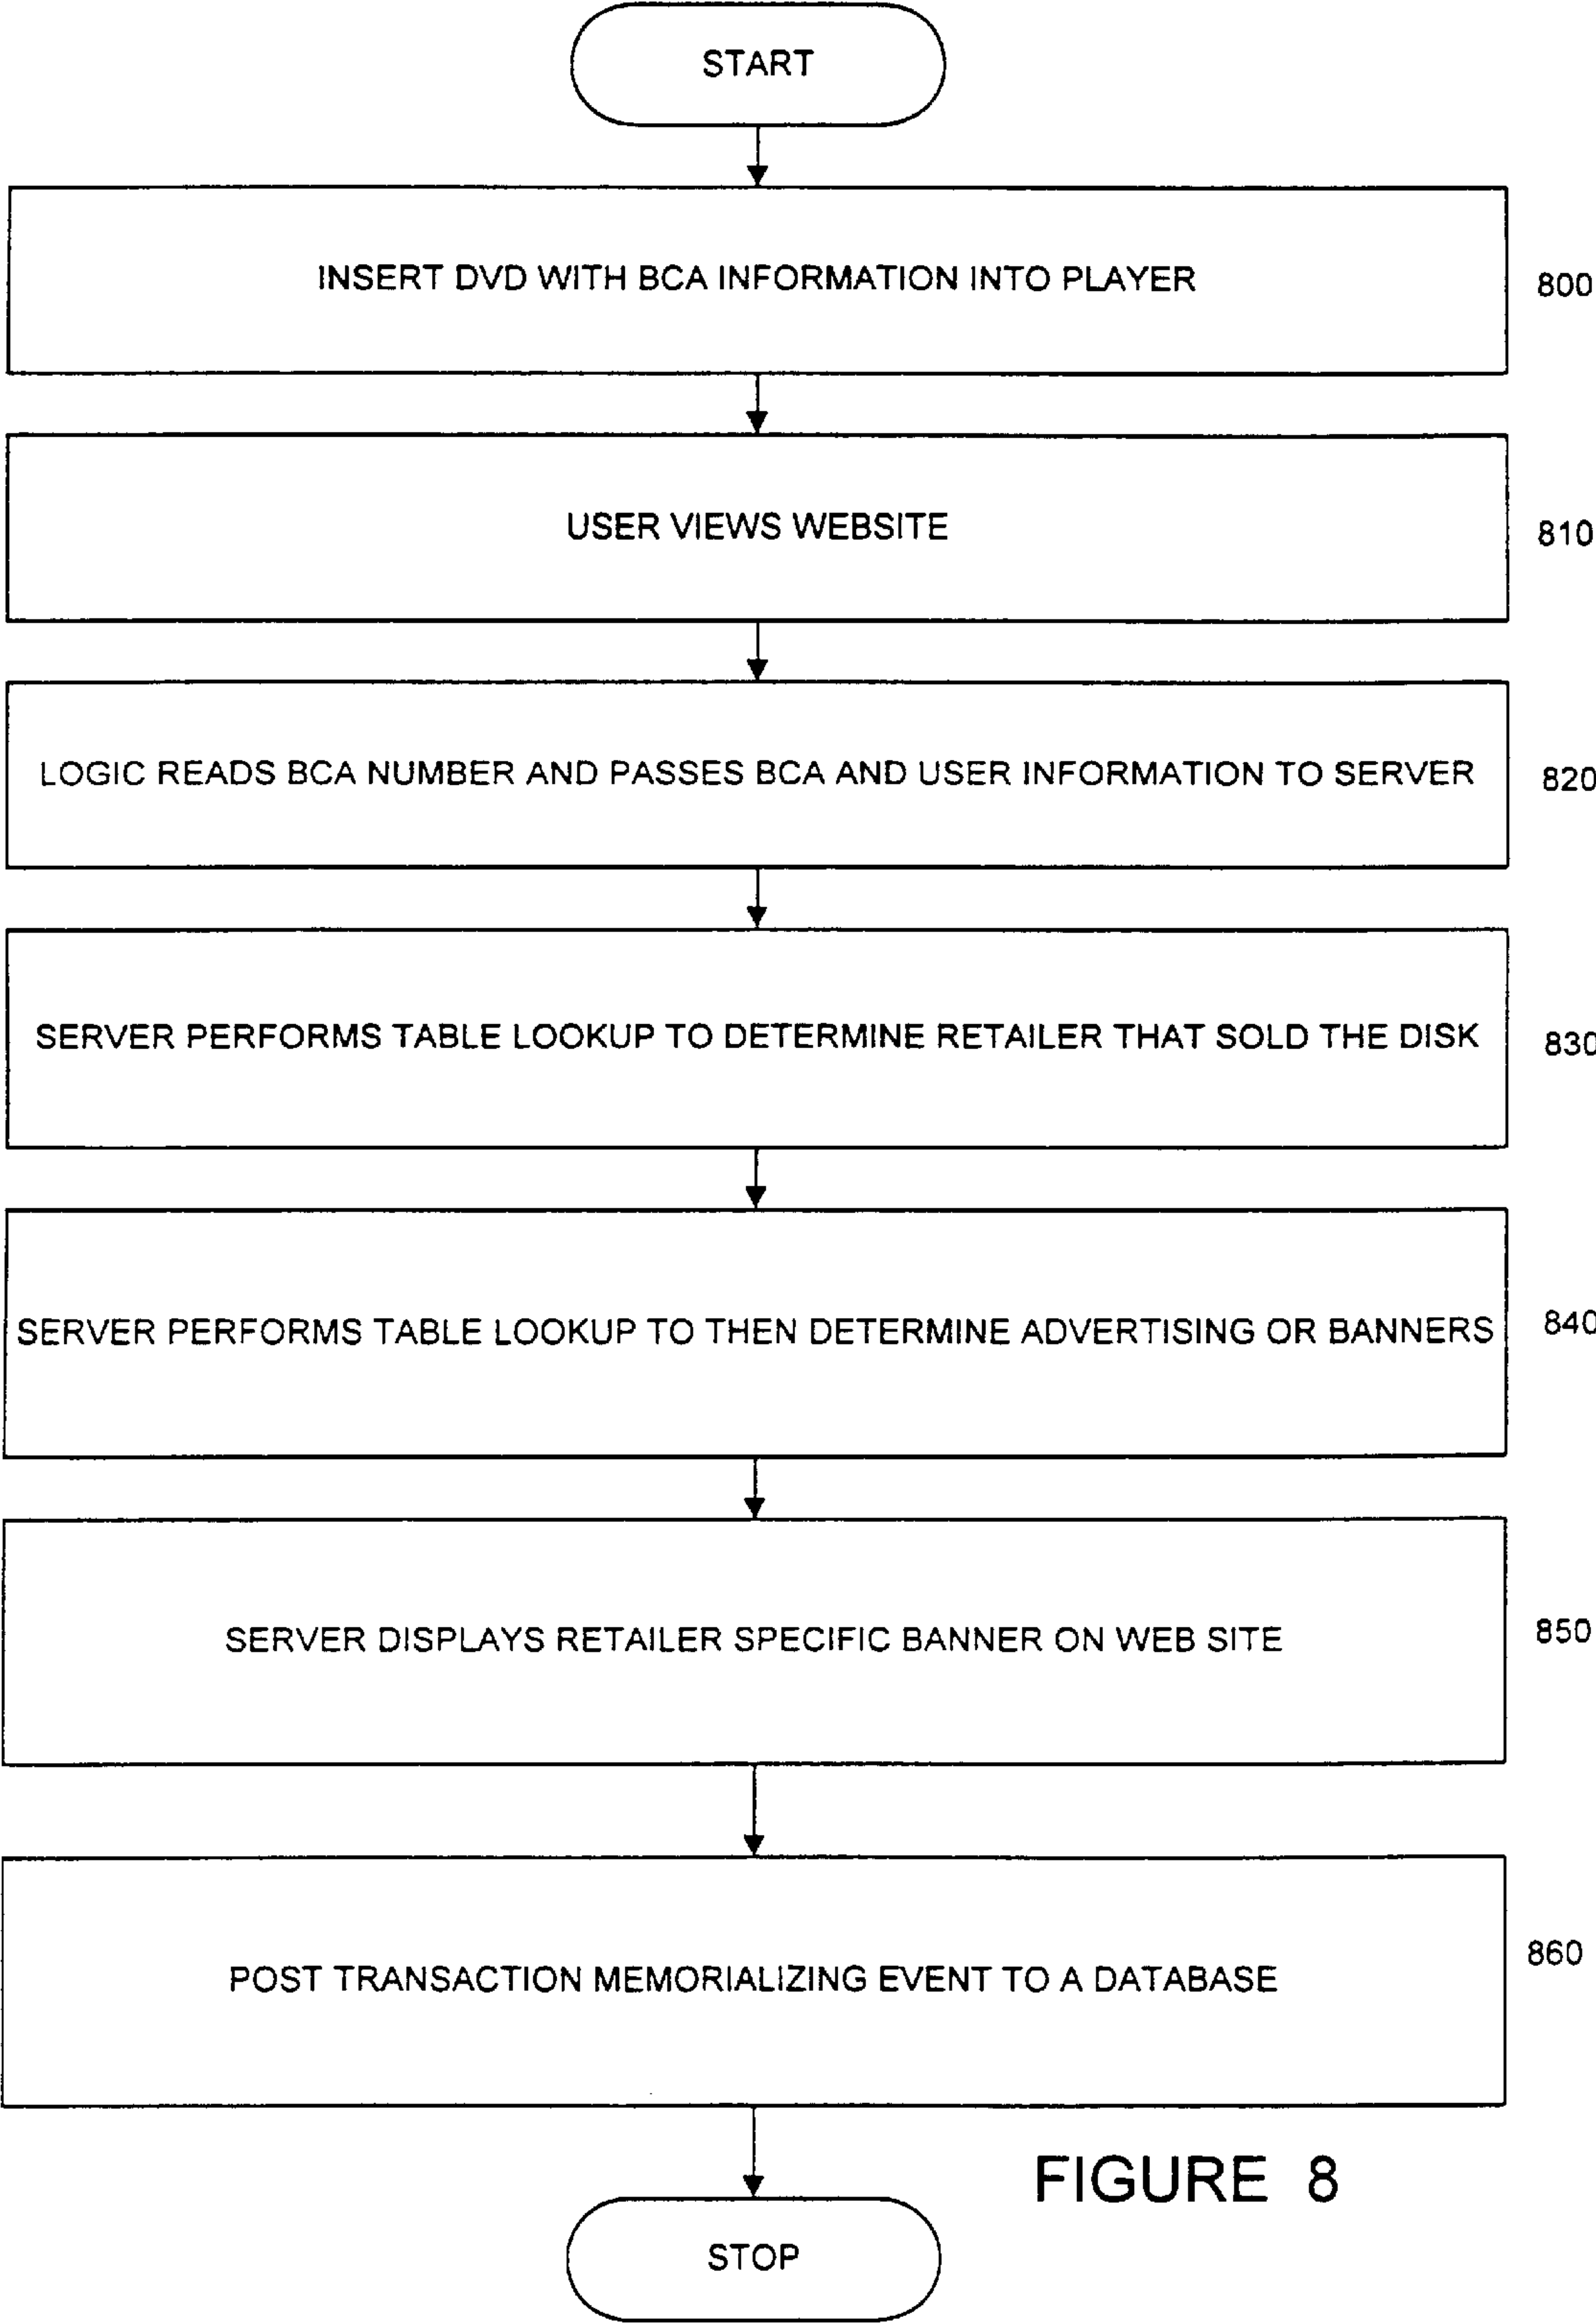 START
INSERT DVD WITH BCA INFORMATION INTO PLAYER
800
USER VIEWS WEBSITE
810
LOGIC READS BCA NUMBER AND PASSES BCA AND USER INFORMATION TO SERVER
820
SERVER PERFORMS TABLE LOOKUP TO DETERMINE RETAILER THAT SOLD THE DISK
830
SERVER PERFORMS TABLE LOOKUP TO THEN DETERMINE ADVERTISING OR BANNERS
840
SERVER DISPLAYS RETAILER SPECIFIC BANNER ON WEB SITE
850
POST TRANSACTION MEMORIALIZING EVENT TO A DATABASE
860
FIGURE 8
STOP